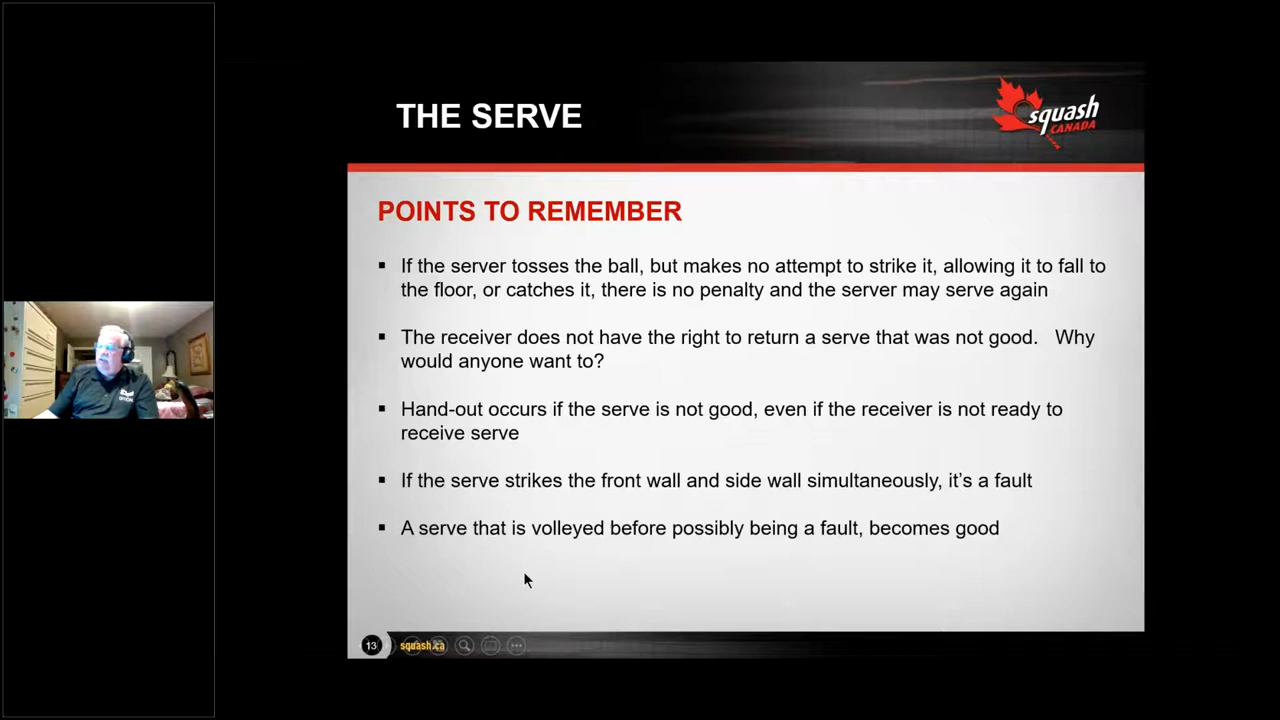 THE SERVE
squash
CANADA
POINTS TO REMEMBER
▪ If the server tosses the ball, but makes no attempt to strike it, allowing it to fall to
the floor, or catches it, there is no penalty and the server may serve again
▪ The receiver does not have the right to return a serve that was not good. Why
would anyone want to?
▪ Hand-out occurs if the serve is not good, even if the receiver is not ready to
receive serve
▪ If the serve strikes the front wall and side wall simultaneously, it's a fault
▪ A serve that is volleyed before possibly being a fault, becomes good
13
squash.ca